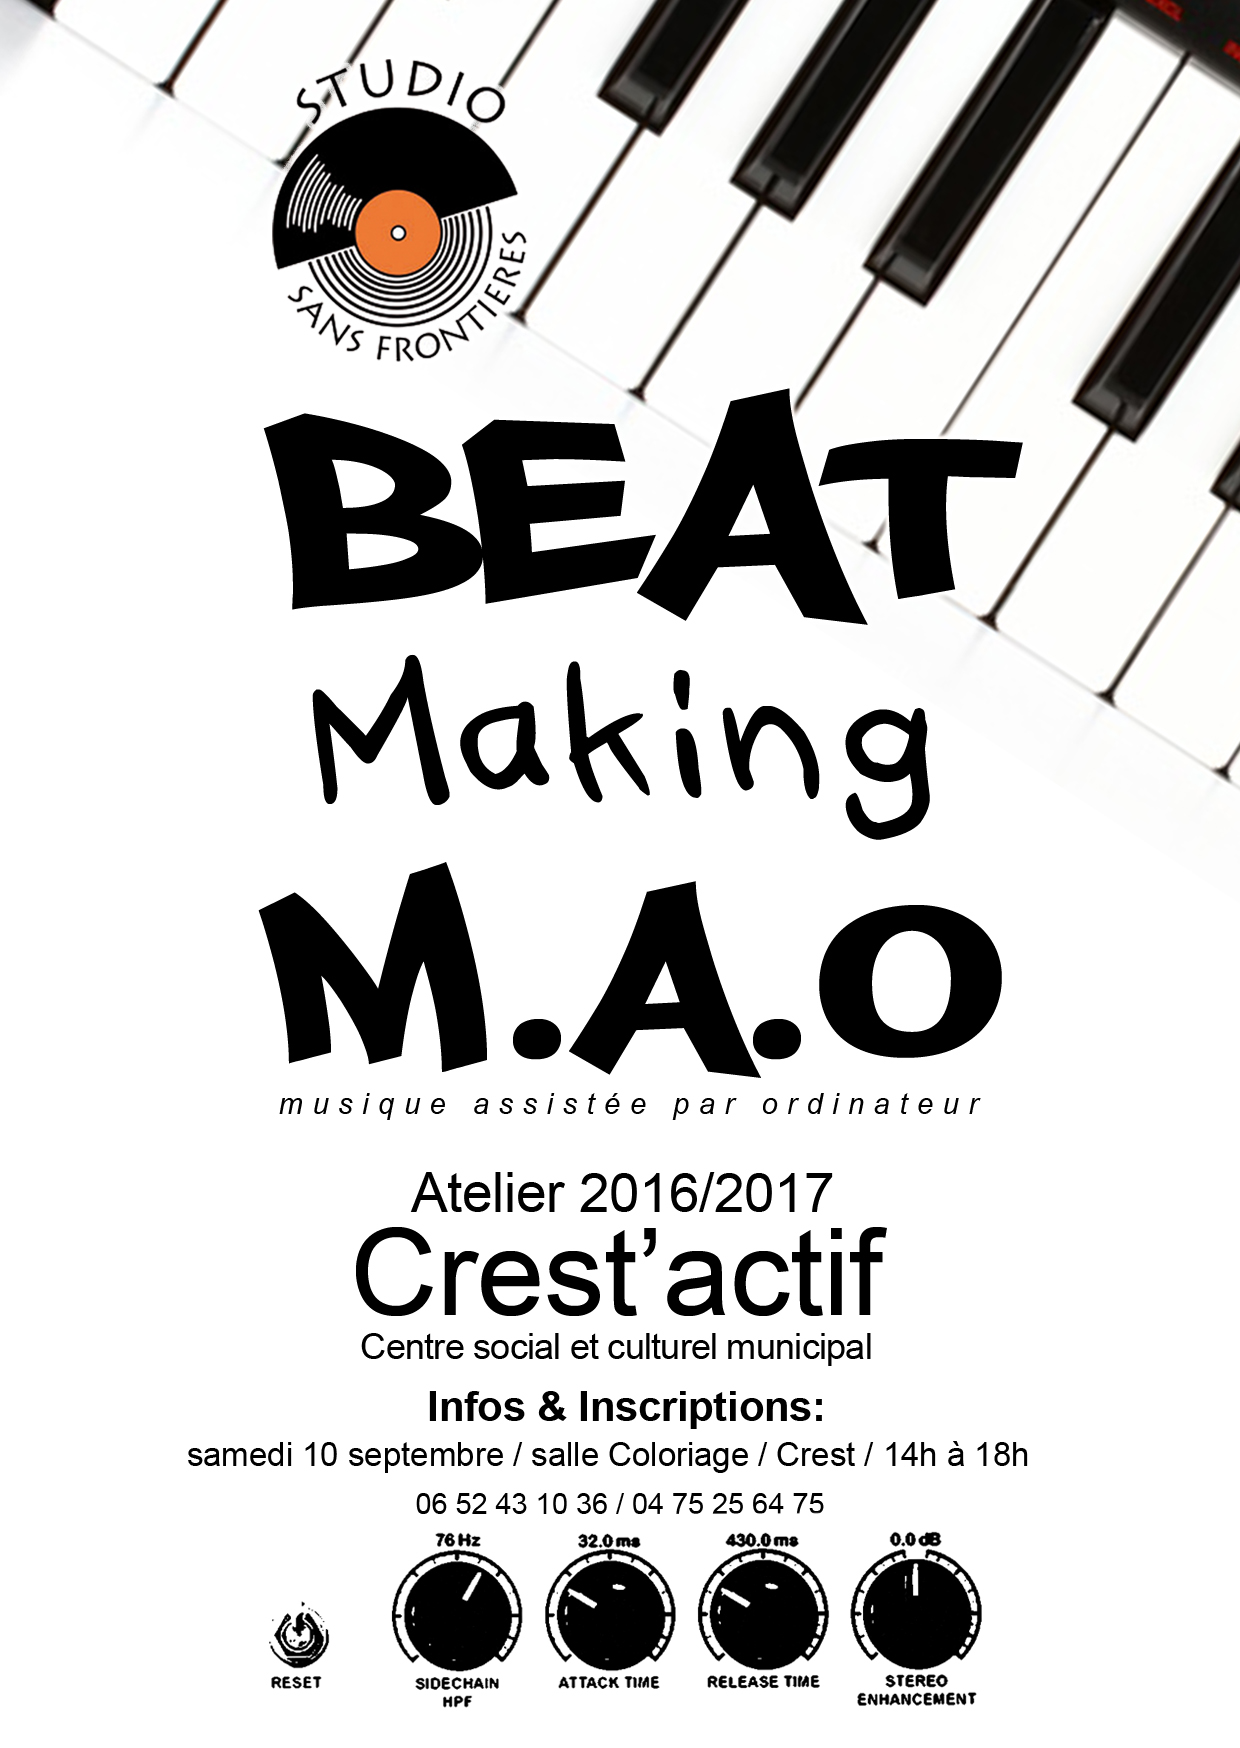 STUDIO
SANS FRONTIERES
BEAT
Making
M.A.O
musique assistée par ordinateur
Atelier 2016/2017
Crest’actif
Centre social et culturel municipal
Infos & Inscriptions:
samedi 10 septembre / salle Coloriage / Crest / 14h à 18h
06 52 43 10 36 / 04 75 25 64 75
76 Hz 32.0 ms 430.0 ms 0.0 dB
RESET SIDECHAIN HPF ATTACK TIME RELEASE TIME STEREO ENHANCEMENT